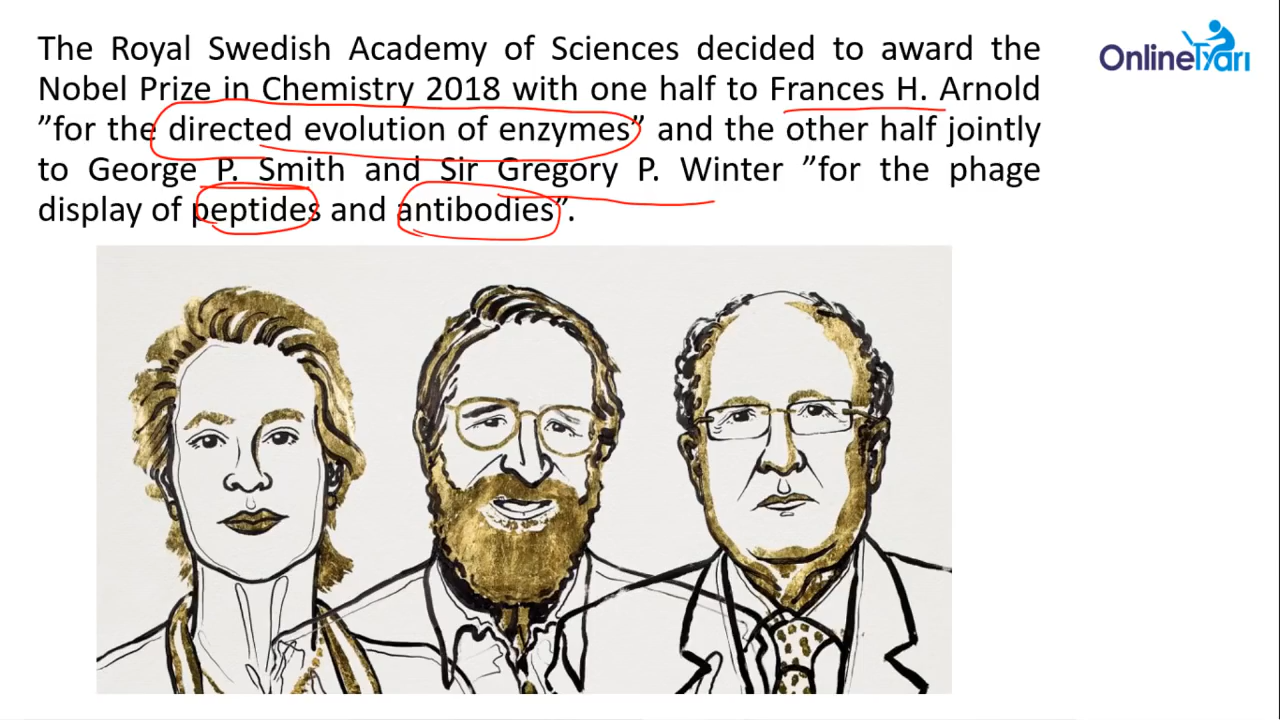 The Royal Swedish Academy of Sciences decided to award the
Nobel Prize in Chemistry 2018 with one half to Frances H. Arnold
”for the directed evolution of enzymes” and the other half jointly
to George P. Smith and Sir Gregory P. Winter ”for the phage
display of peptides and antibodies”.
OnlineTyari